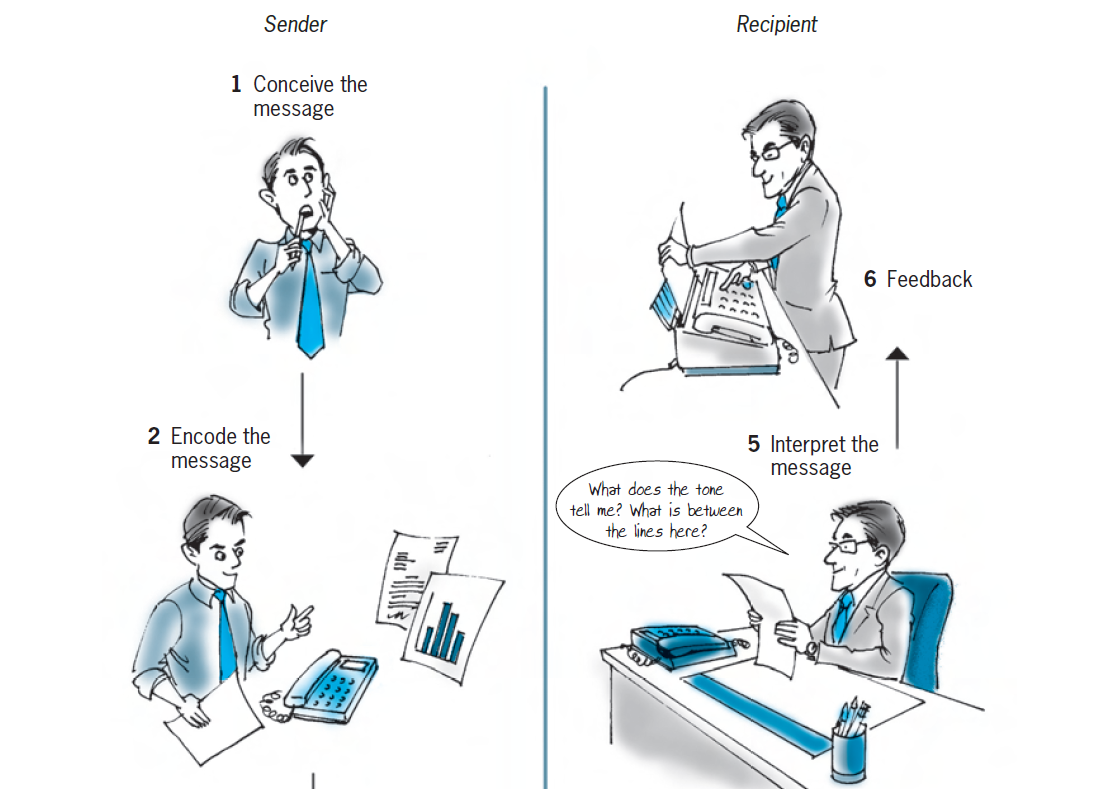 Sender
Recipient
1 Conceive the
message
6 Feedback
2 Encode the
message
5 Interpret the
message
What does the tone
tell me? What is between
the lines here?